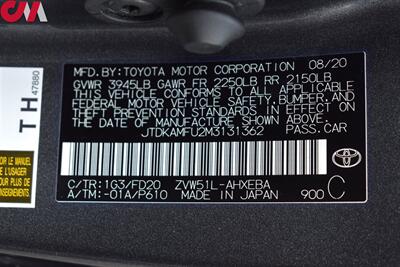 MFD.BY:TOYOTA MOTOR CORPORATION 08/20
GVWR 3945LB GAWR FR 2250LB RR 2150LB
THIS VEHICLE CONFORMS TO ALL APPLICABLE
FEDERAL MOTOR VEHICLE SAFETY,BUMPER,AND
THEFT PREVENTION STANDARDS IN EFFECT ON
THE DATE OF MANUFACTURE SHOWN ABOVE.
JTDKAMFU2M3131362 PASS.CAR
C/TR:1G3/FD20 ZVW51L-AHXEBA
A/TM:-01A/P610 MADE IN JAPAN 900 C
TOYOTA
TH
47880